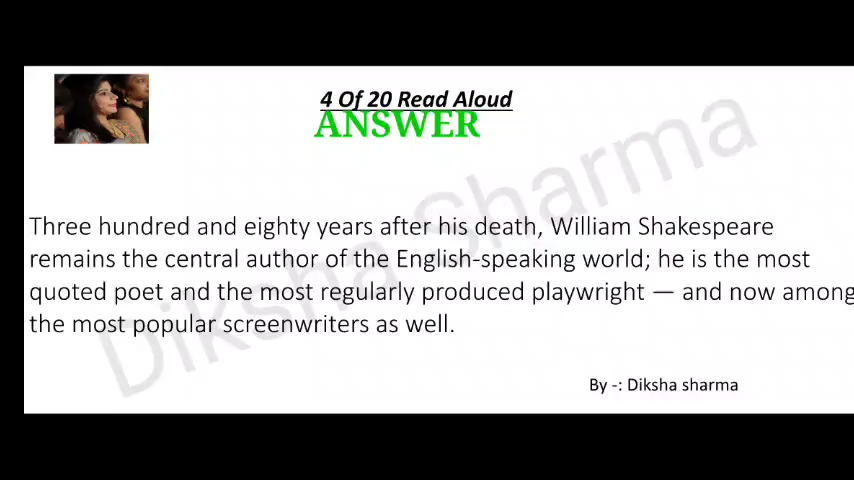 4 Of 20 Read Aloud
ANSWER
Diksha Sharma
Three hundred and eighty years after his death, William Shakespeare
remains the central author of the English-speaking world; he is the most
quoted poet and the most regularly produced playwright — and now among
the most popular screenwriters as well.
By -: Diksha sharma